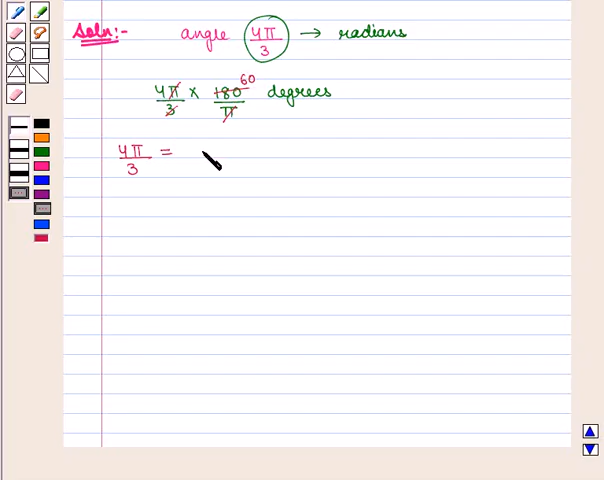 Soln:- angle 4π/3 → radians
4π/3 × 180/π 60 degrees
4π/3 =